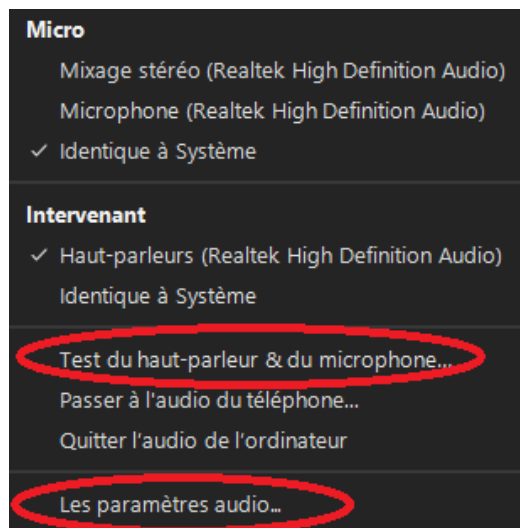 Micro
Mixage stéréo (Realtek High Definition Audio)
Microphone (Realtek High Definition Audio)
Identique à Système
Intervenant
Haut-parleurs (Realtek High Definition Audio)
Identique à Système
Test du haut-parleur & du microphone...
Passer à l'audio du téléphone...
Quitter l’audio de l’ordinateur
Les paramètres audio...